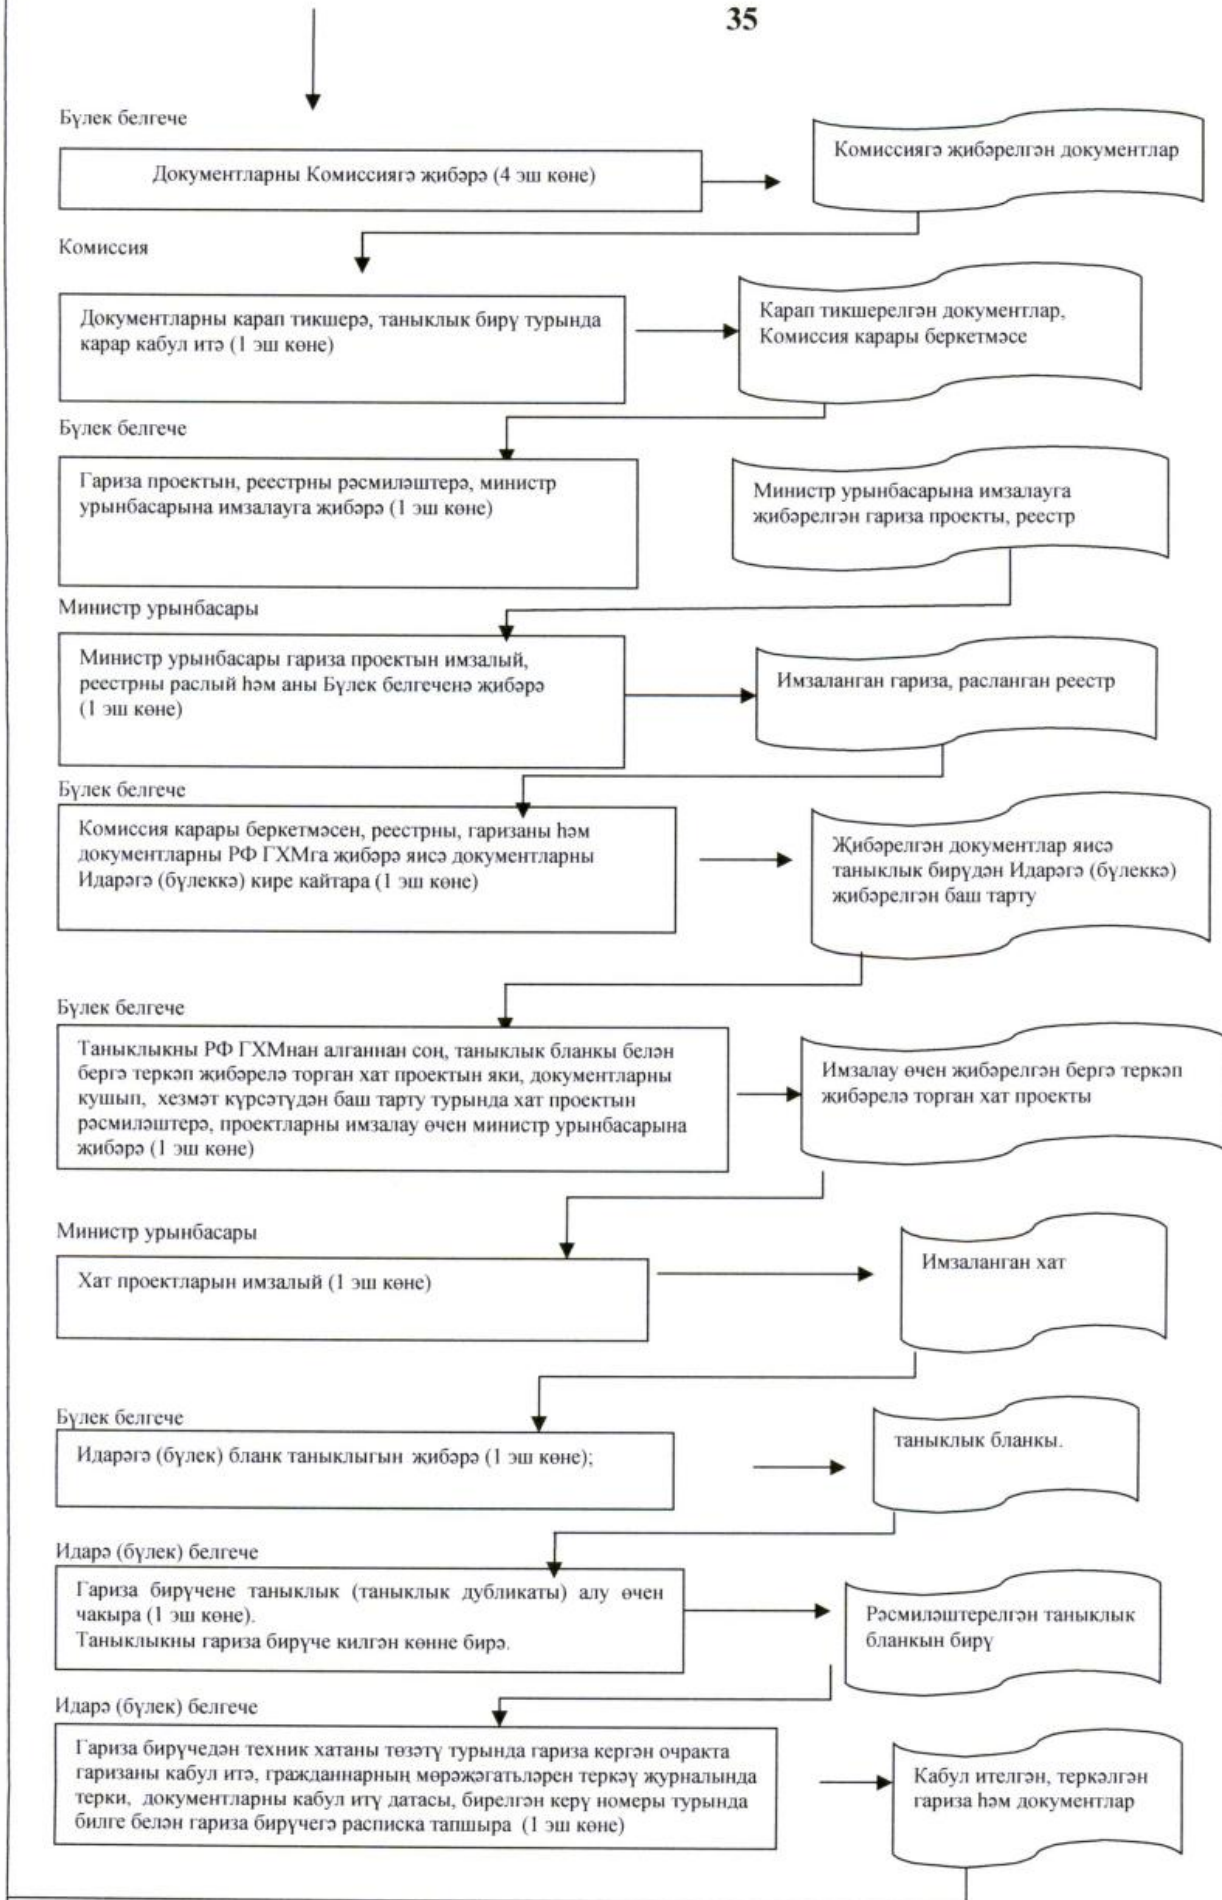 35
Бүлек белгече
Документларны Комиссиягә җибәрә (4 эш көне)
Комиссиягә җибәрелгән документлар
Комиссия
Документларны карап тикшерә, таныклык бирү турында
карар кабул итә (1 эш көне)
Карап тикшерелгән документлар,
Комиссия карары беркетмәсе
Бүлек белгече
Гариза проектын, реестрны рәсмиләштерә, министр
урынбасарына имзалауга җибәрә (1 эш көне)
Министр урынбасарына имзалауга
җибәрелгән гариза проекты, реестр
Министр урынбасары
Министр урынбасары гариза проектын имзалый,
реестрны раслый һәм аны Бүлек белгеченә җибәрә
(1 эш көне)
Имзаланган гариза, расланган реестр
Бүлек белгече
Комиссия карары беркетмәсен, реестрны, гаризаны һәм
документларны РФ ГХМга җибәрә яисә документларны
Идарәгә (бүлеккә) кире кайтара (1 эш көне)
Җибәрелгән документлар яисә
таныклык бирүдән Идарәгә (бүлеккә)
җибәрелгән баш тарту
Бүлек белгече
Таныклыкны РФ ГХМнан алганнан соң, таныклык бланкы белән
бергә теркәп җибәрелә торган хат проектын яки, документларны
кушып, хезмәт күрсәтүдән баш тарту турында хат проектын
рәсмиләштерә, проектларны имзалау өчен министр урынбасарына
җибәрә (1 эш көне)
Имзалау өчен җибәрелгән бергә теркәп
җибәрелә торган хат проекты
Министр урынбасары
Хат проектларын имзалый (1 эш көне)
Имзаланган хат
Бүлек белгече
Идарәгә (бүлек) бланк таныклыгын җибәрә (1 эш көне);
таныклык бланкы.
Идарә (бүлек) белгече
Гариза бирүчене таныклык (таныклык дубликаты) алу өчен
чакыра (1 эш көне).
Таныклыкны гариза бирүче килгән көнне бирә.
Рәсмиләштерелгән таныклык
бланкын бирү
Идарә (бүлек) белгече
Гариза бирүчедән техник хатаны төзәтү турында гариза кергән очракта
гаризаны кабул итә, гражданнарның мөрәҗәгатьләрен теркәү журналында
терки, документларны кабул итү датасы, бирелгән керү номеры турында
билге белән гариза бирүчегә расписка тапшыра (1 эш көне)
Кабул ителгән, теркәлгән
гариза һәм документлар